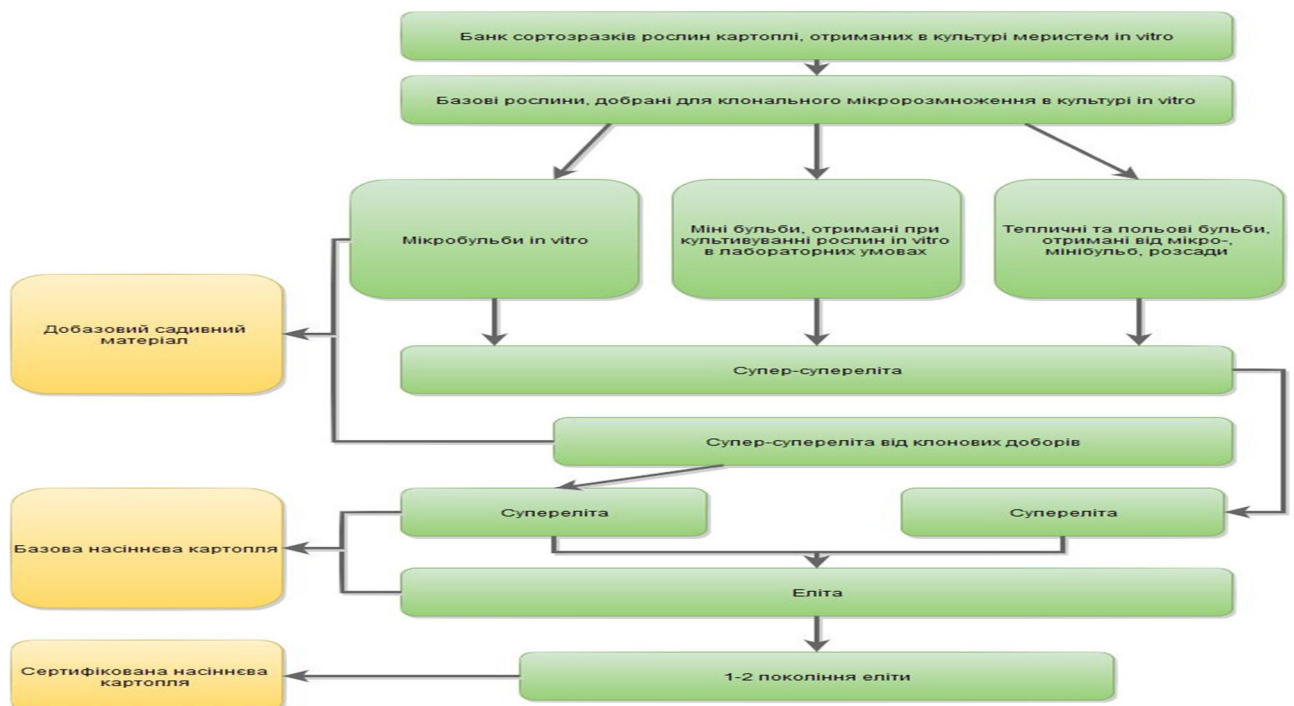 Банк сортозразків рослин картоплі, отриманих в культурі меристем in vitro
Базові рослини, добрані для клонального мікророзмноження в культурі in vitro
Мікробульби in vitro
Міні бульби, отримані при
культивуванні рослин in vitro
в лабораторних умовах
Тепличні та польові бульби,
отримані від мікро-,
мінібульб, розсади
Добазовий садивний
матеріал
Супер-супереліта
Супер-супереліта від клонових доборів
Супереліта
Супереліта
Базова насіннєва картопля
Еліта
Сертифікована насіннєва
картопля
1-2 покоління еліти